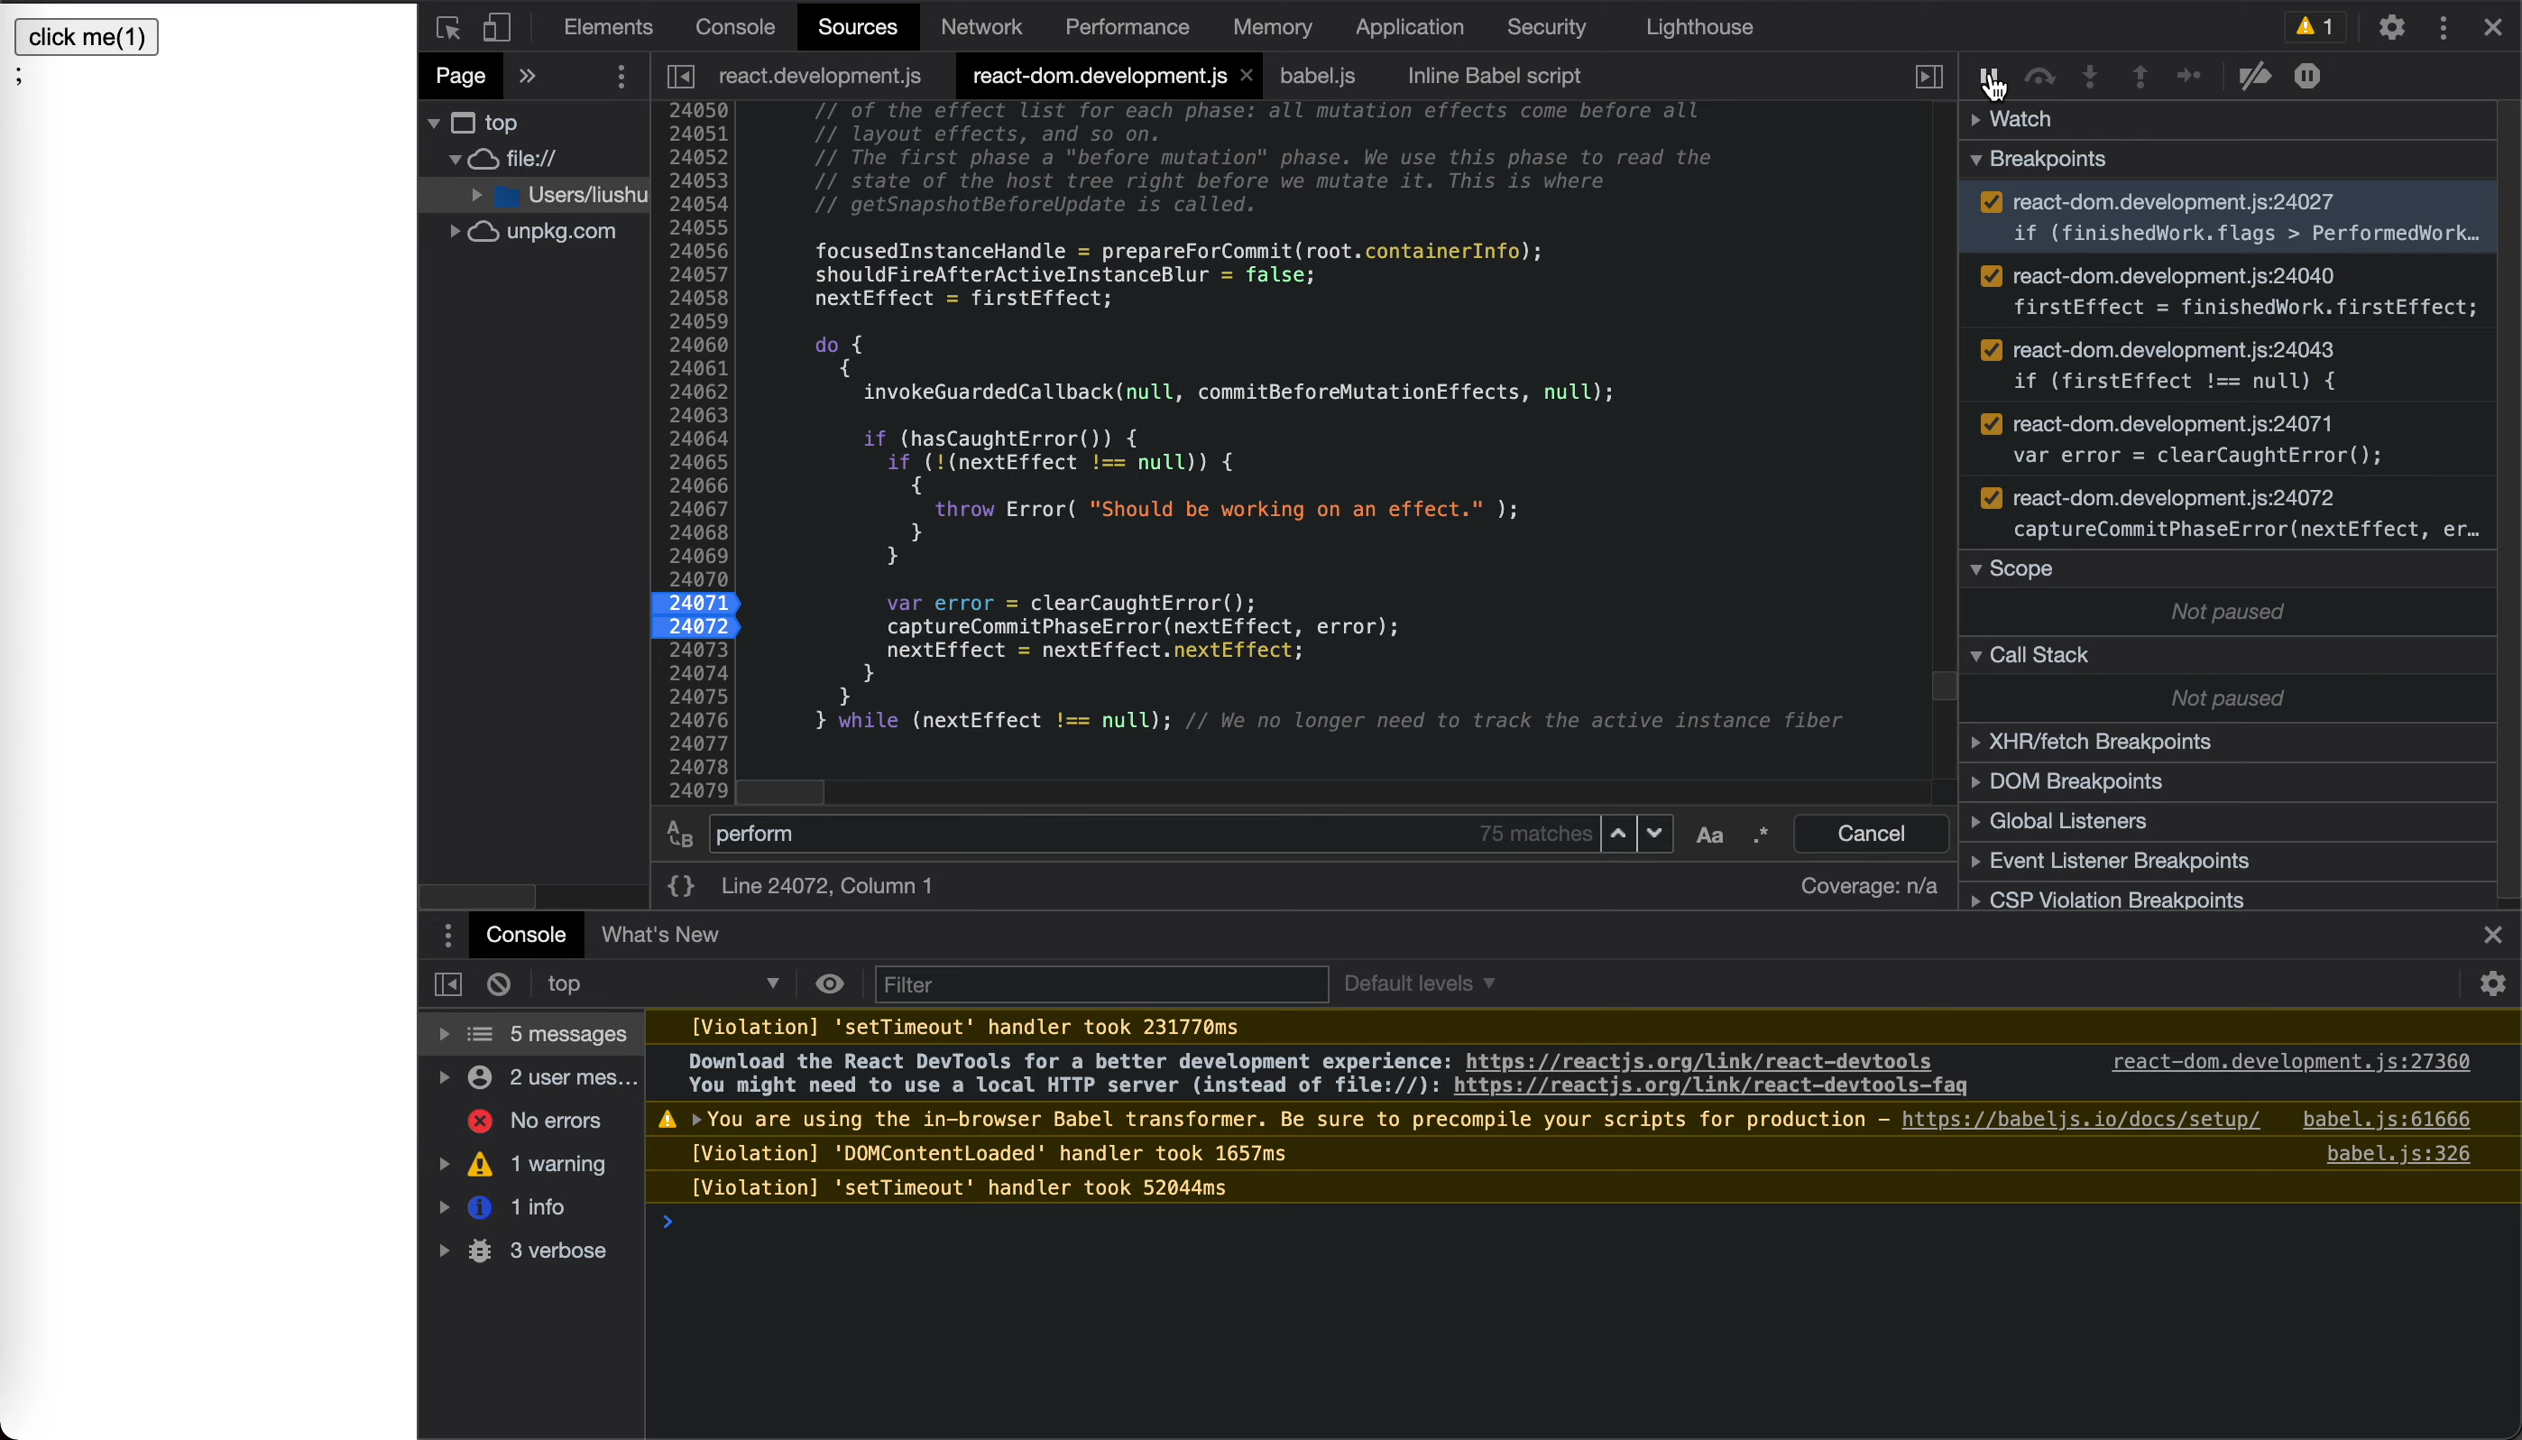 click me(1)
;
Elements Console Sources Network Performance Memory Application Security Lighthouse 1
Page
top
file://
Users/liushu
unpkg.com
react.development.js react-dom.development.js babel.js Inline Babel script
24050 // of the effect list for each phase: all mutation effects come before all
24051 // layout effects, and so on.
24052 // The first phase a "before mutation" phase. We use this phase to read the
24053 // state of the host tree right before we mutate it. This is where
24054 // getSnapshotBeforeUpdate is called.
24055
24056 focusedInstanceHandle = prepareForCommit(root.containerInfo);
24057 shouldFireAfterActiveInstanceBlur = false;
24058 nextEffect = firstEffect;
24059
24060 do {
24061 {
24062 invokeGuardedCallback(null, commitBeforeMutationEffects, null);
24063
24064 if (hasCaughtError()) {
24065 if (!(nextEffect !== null)) {
24066 {
24067 throw Error( "Should be working on an effect." );
24068 }
24069 }
24070
24071 var error = clearCaughtError();
24072 captureCommitPhaseError(nextEffect, error);
24073 nextEffect = nextEffect.nextEffect;
24074 }
24075 }
24076 } while (nextEffect !== null); // We no longer need to track the active instance fiber
24077
24078
24079
perform 75 matches Aa .* Cancel
{} Line 24072, Column 1 Coverage: n/a
Watch
Breakpoints
react-dom.development.js:24027
if (finishedWork.flags > PerformedWork…
react-dom.development.js:24040
firstEffect = finishedWork.firstEffect;
react-dom.development.js:24043
if (firstEffect !== null) {
react-dom.development.js:24071
var error = clearCaughtError();
react-dom.development.js:24072
captureCommitPhaseError(nextEffect, er…
Scope
Not paused
Call Stack
Not paused
XHR/fetch Breakpoints
DOM Breakpoints
Global Listeners
Event Listener Breakpoints
CSP Violation Breakpoints
Console What's New
top Filter Default levels
5 messages
2 user mes...
No errors
1 warning
1 info
3 verbose
[Violation] 'setTimeout' handler took 231770ms
Download the React DevTools for a better development experience: https://reactjs.org/link/react-devtools react-dom.development.js:27360
You might need to use a local HTTP server (instead of file://): https://reactjs.org/link/react-devtools-faq
You are using the in-browser Babel transformer. Be sure to precompile your scripts for production – https://babeljs.io/docs/setup/ babel.js:61666
[Violation] 'DOMContentLoaded' handler took 1657ms babel.js:326
[Violation] 'setTimeout' handler took 52044ms